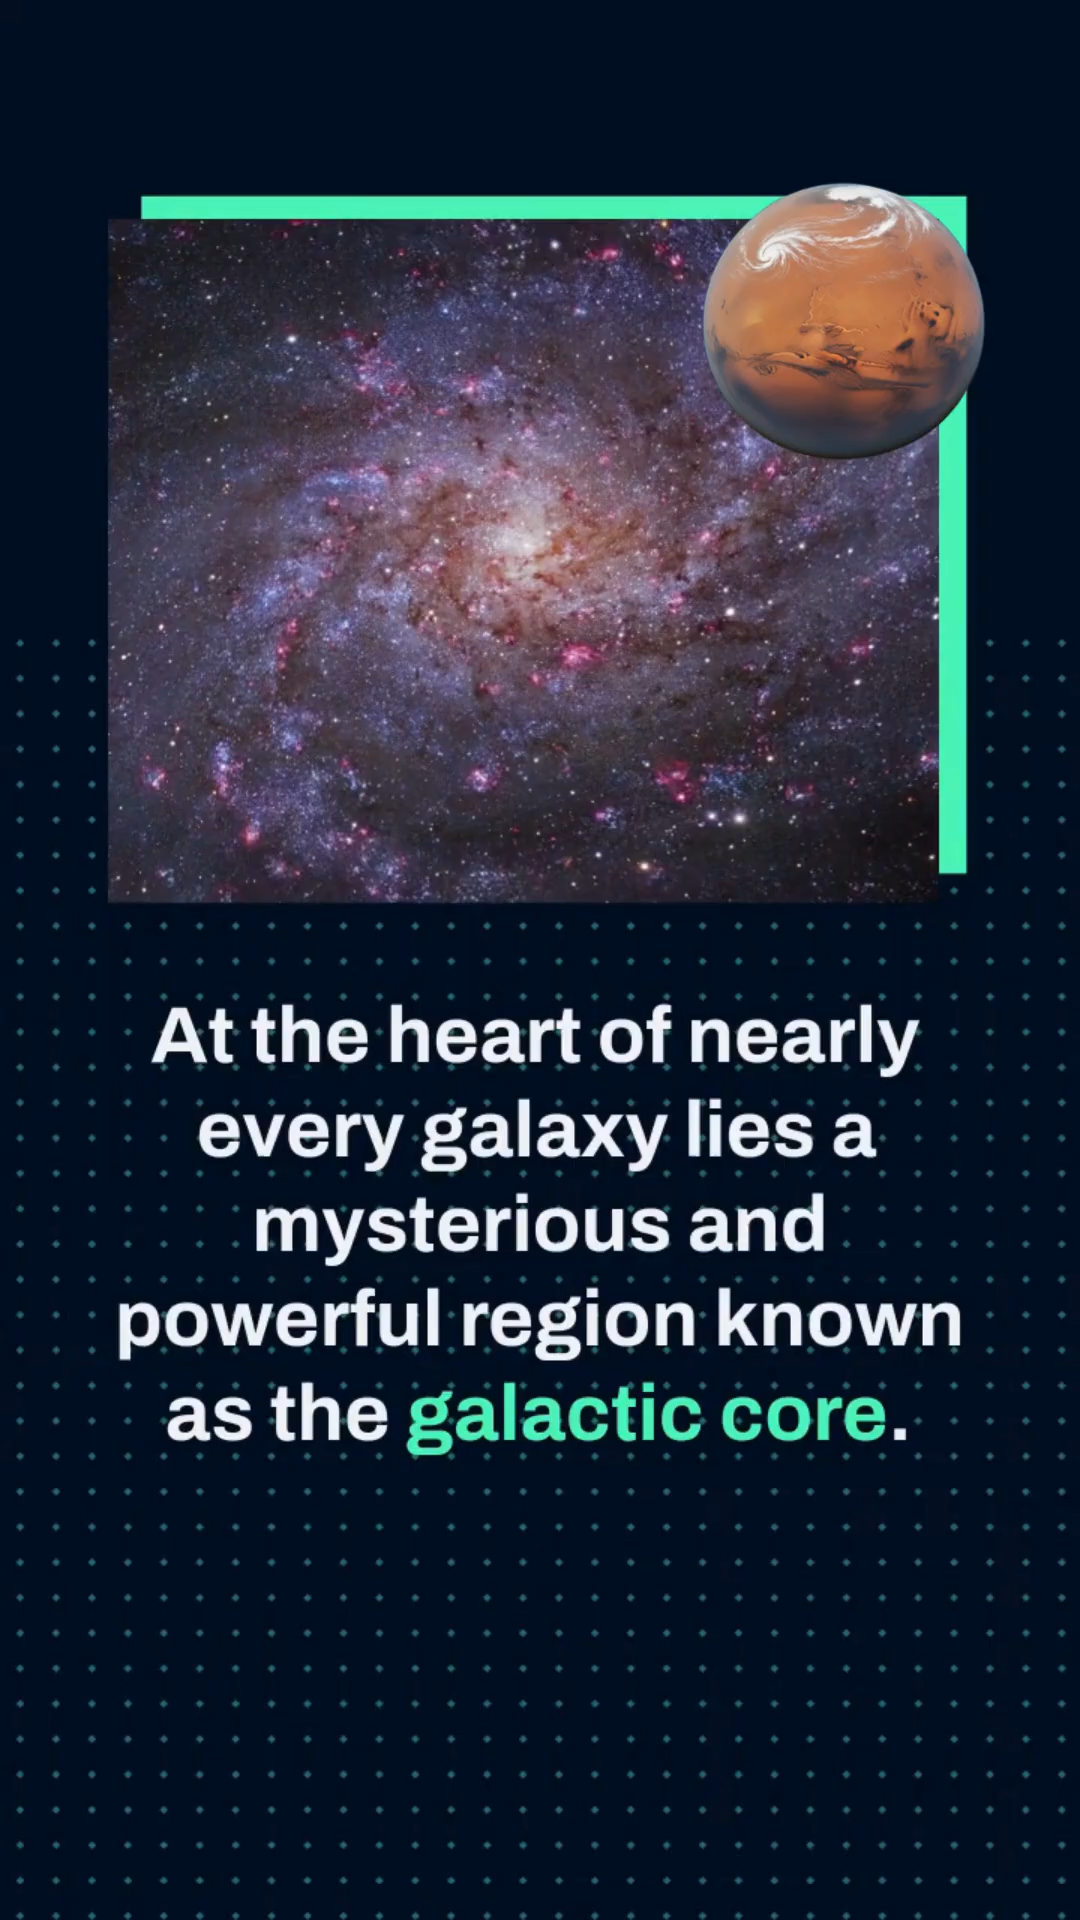 At the heart of nearly
every galaxy lies a
mysterious and
powerful region known
as the galactic core.